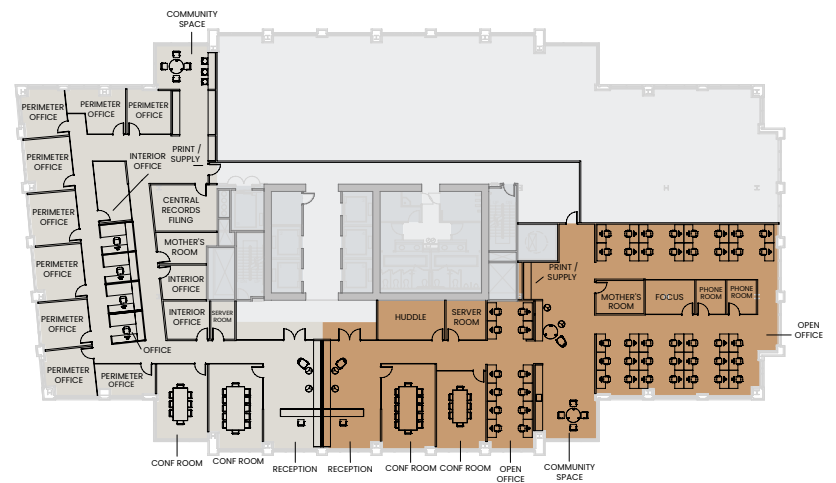 COMMUNITY
SPACE
PERIMETER
OFFICE
PERIMETER
OFFICE
PERIMETER
OFFICE
PERIMETER
OFFICE
INTERIOR
OFFICE
PRINT /
SUPPLY
PERIMETER
OFFICE
CENTRAL
RECORDS
FILING
MOTHER'S
ROOM
PERIMETER
OFFICE
INTERIOR
OFFICE
PERIMETER
OFFICE
INTERIOR
OFFICE
SERVER
ROOM
HUDDLE
SERVER
ROOM
PRINT /
SUPPLY
MOTHER'S
ROOM
FOCUS
PHONE
ROOM
PHONE
ROOM
OPEN
OFFICE
OFFICE
PERIMETER
OFFICE
PERIMETER
OFFICE
CONF ROOM
CONF ROOM
RECEPTION
RECEPTION
CONF ROOM
CONF ROOM
OPEN
OFFICE
COMMUNITY
SPACE